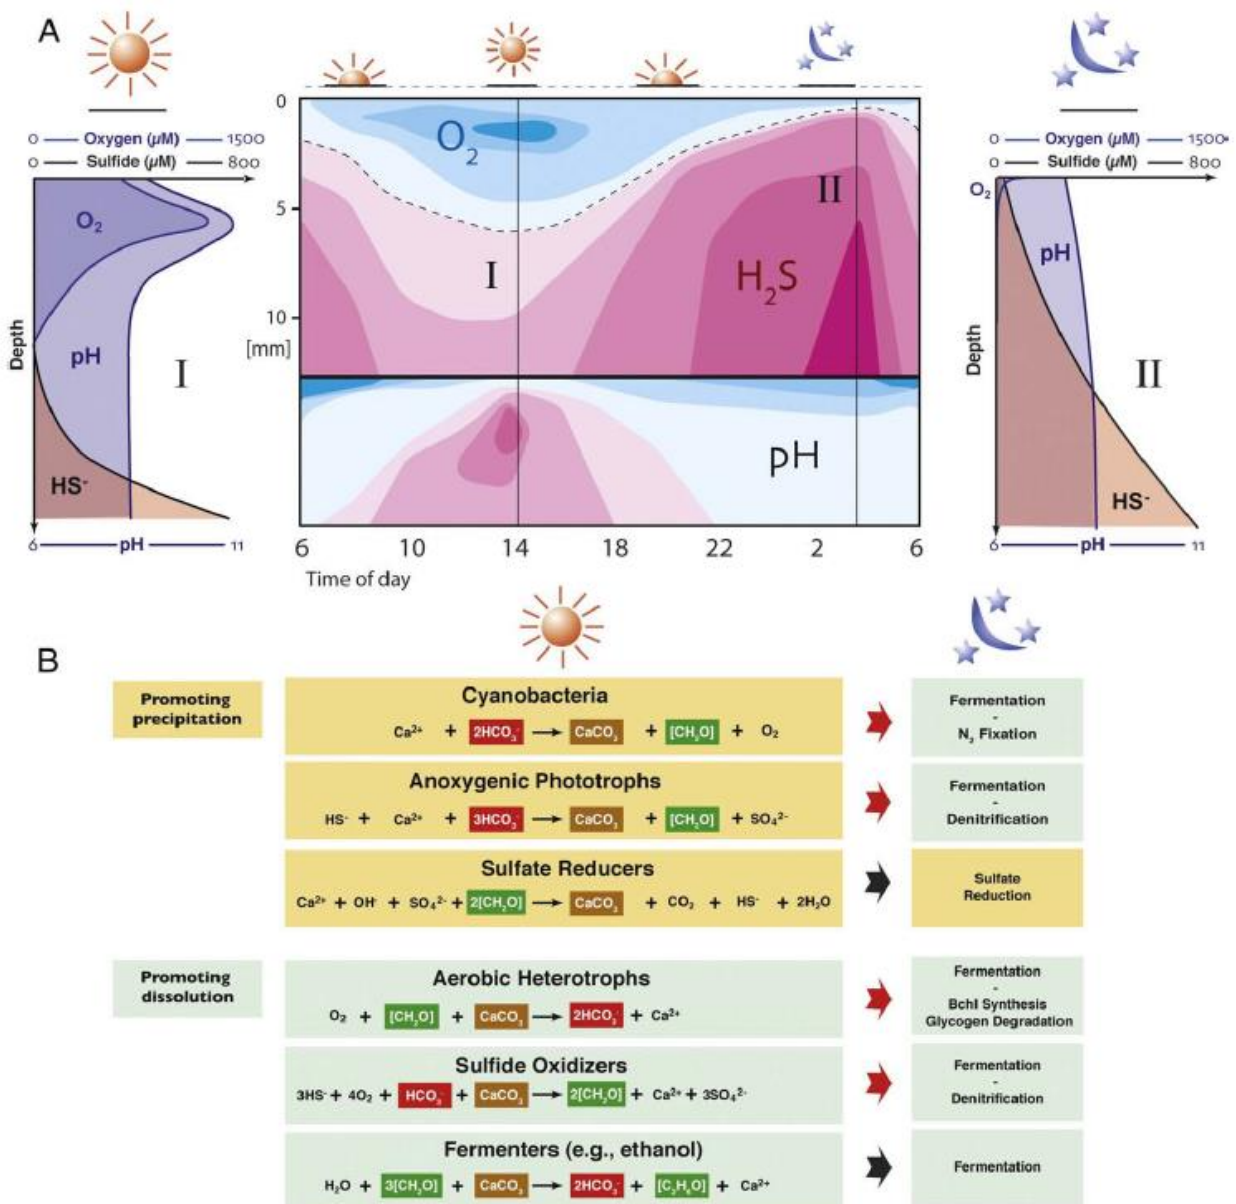 A
O Oxygen (µM) 1500
O Sulfide (µM) 800
O₂
pH
HS⁻
Depth
I
6 pH 11
0
5
10
[mm]
O₂
I
II
H₂S
pH
6 10 14 18 22 2 6
Time of day
O Oxygen (µM) 1500
O Sulfide (µM) 800
O₂
pH
HS⁻
Depth
II
6 pH 11
B
Promoting
precipitation
Cyanobacteria
Ca²⁺ + 2HCO₃⁻ → CaCO₃ + [CH₂O] + O₂
Fermentation
-
N₂ Fixation
Anoxygenic Phototrophs
HS⁻ + Ca²⁺ + 3HCO₃⁻ → CaCO₃ + [CH₂O] + SO₄²⁻
Fermentation
-
Denitrification
Sulfate Reducers
Ca²⁺ + OH⁻ + SO₄²⁻ + 2[CH₂O] → CaCO₃ + CO₂ + HS⁻ + 2H₂O
Sulfate
Reduction
Promoting
dissolution
Aerobic Heterotrophs
O₂ + [CH₂O] + CaCO₃ → 2HCO₃⁻ + Ca²⁺
Fermentation
-
Bchl Synthesis
Glycogen Degradation
Sulfide Oxidizers
3HS⁻ + 4O₂ + HCO₃⁻ + CaCO₃ → 2[CH₂O] + Ca²⁺ + 3SO₄²⁻
Fermentation
-
Denitrification
Fermenters (e.g., ethanol)
H₂O + 3[CH₂O] + CaCO₃ → 2HCO₃⁻ + [C₂H₆O] + Ca²⁺
Fermentation